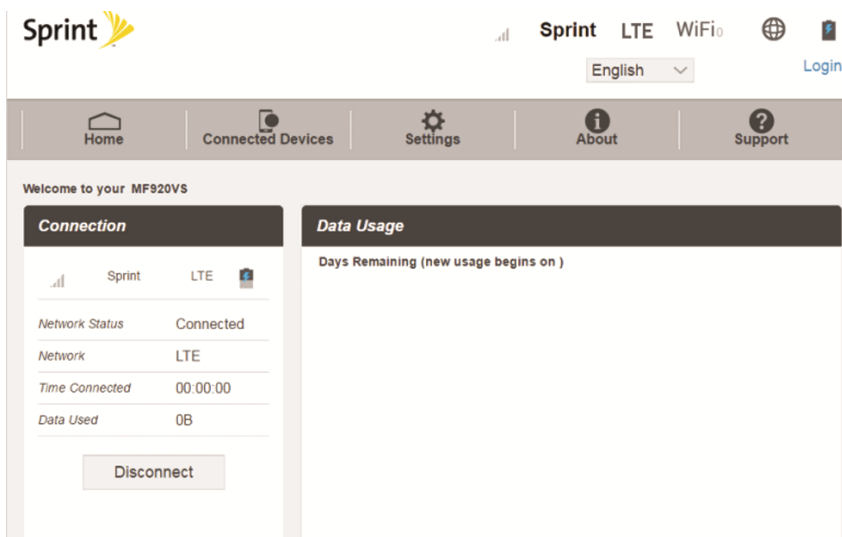 Sprint
Sprint LTE WiFi0
English
Login
Home
Connected Devices
Settings
About
Support
Welcome to your MF920VS
Connection
Data Usage
Sprint LTE
Days Remaining (new usage begins on )
Network Status Connected
Network LTE
Time Connected 00:00:00
Data Used 0B
Disconnect